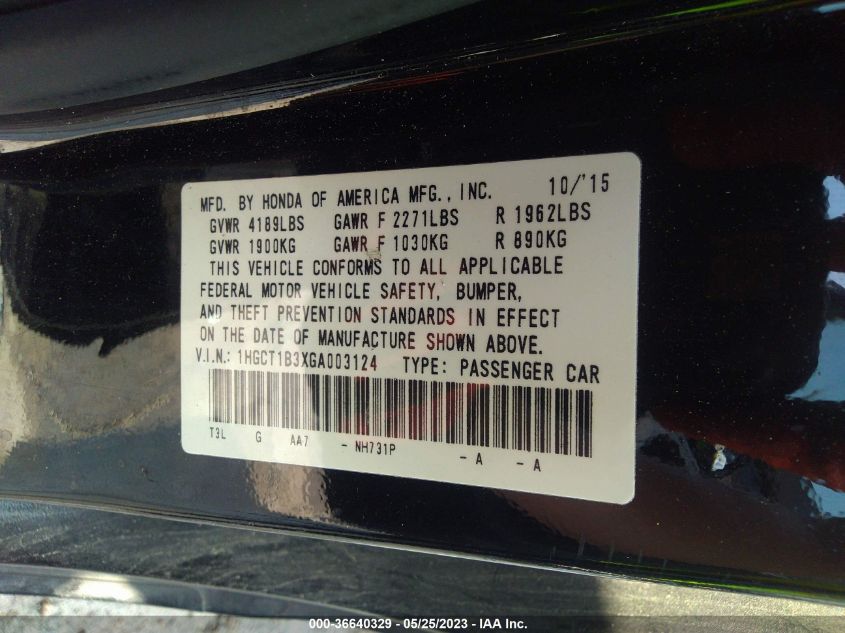 MFD. BY HONDA OF AMERICA MFG., INC. 10/'15
GVWR 4189LBS GAWR F 2271LBS R 1962LBS
GVWR 1900KG GAWR F 1030KG R 890KG
THIS VEHICLE CONFORMS TO ALL APPLICABLE
FEDERAL MOTOR VEHICLE SAFETY, BUMPER,
AND THEFT PREVENTION STANDARDS IN EFFECT
ON THE DATE OF MANUFACTURE SHOWN ABOVE.
V.I.N.: 1HGCT1B3XGA003124 TYPE: PASSENGER CAR
T3L G AA7 - NH731P - A - A
000-36640329 - 05/25/2023 - IAA Inc.